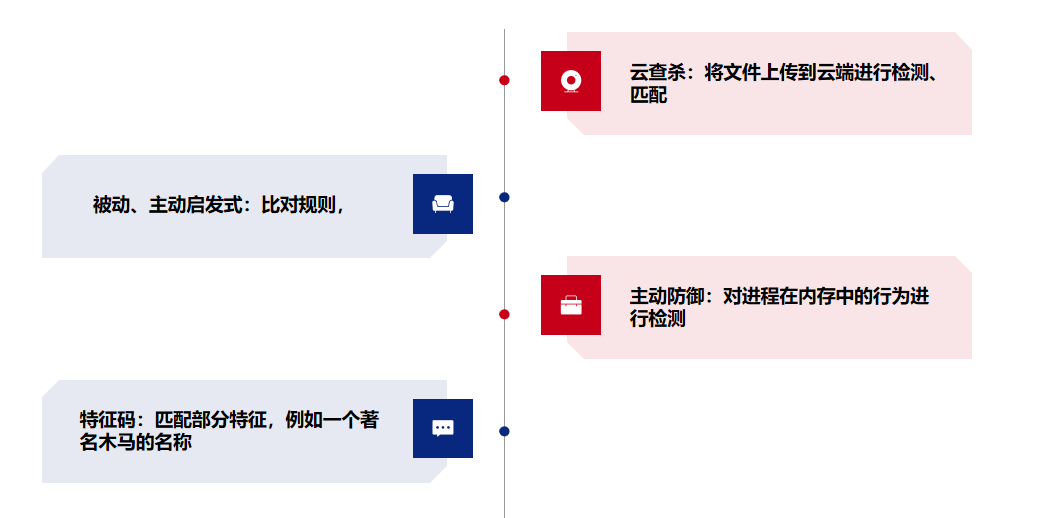 云查杀：将文件上传到云端进行检测、
匹配
被动、主动启发式：比对规则，
主动防御：对进程在内存中的行为进
行检测
特征码：匹配部分特征，例如一个著
名木马的名称